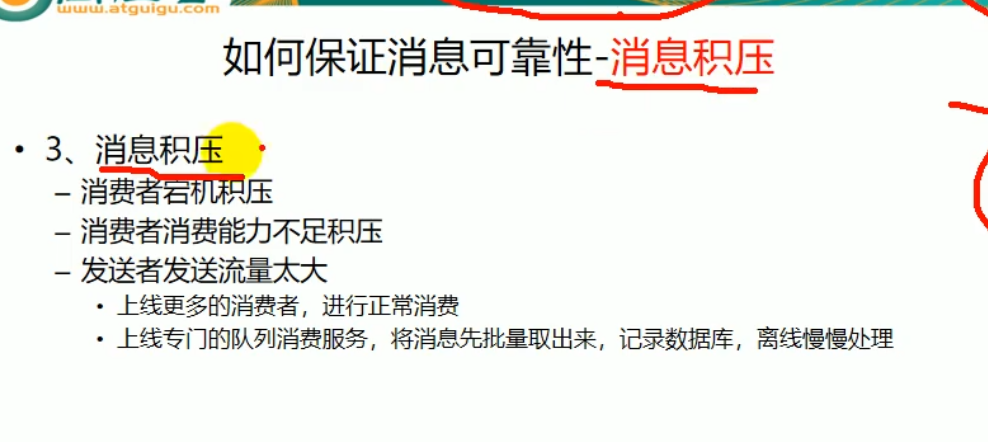 www.atguigu.com
如何保证消息可靠性-消息积压
• 3、消息积压
– 消费者宕机积压
– 消费者消费能力不足积压
– 发送者发送流量太大
• 上线更多的消费者，进行正常消费
• 上线专门的队列消费服务，将消息先批量取出来，记录数据库，离线慢慢处理